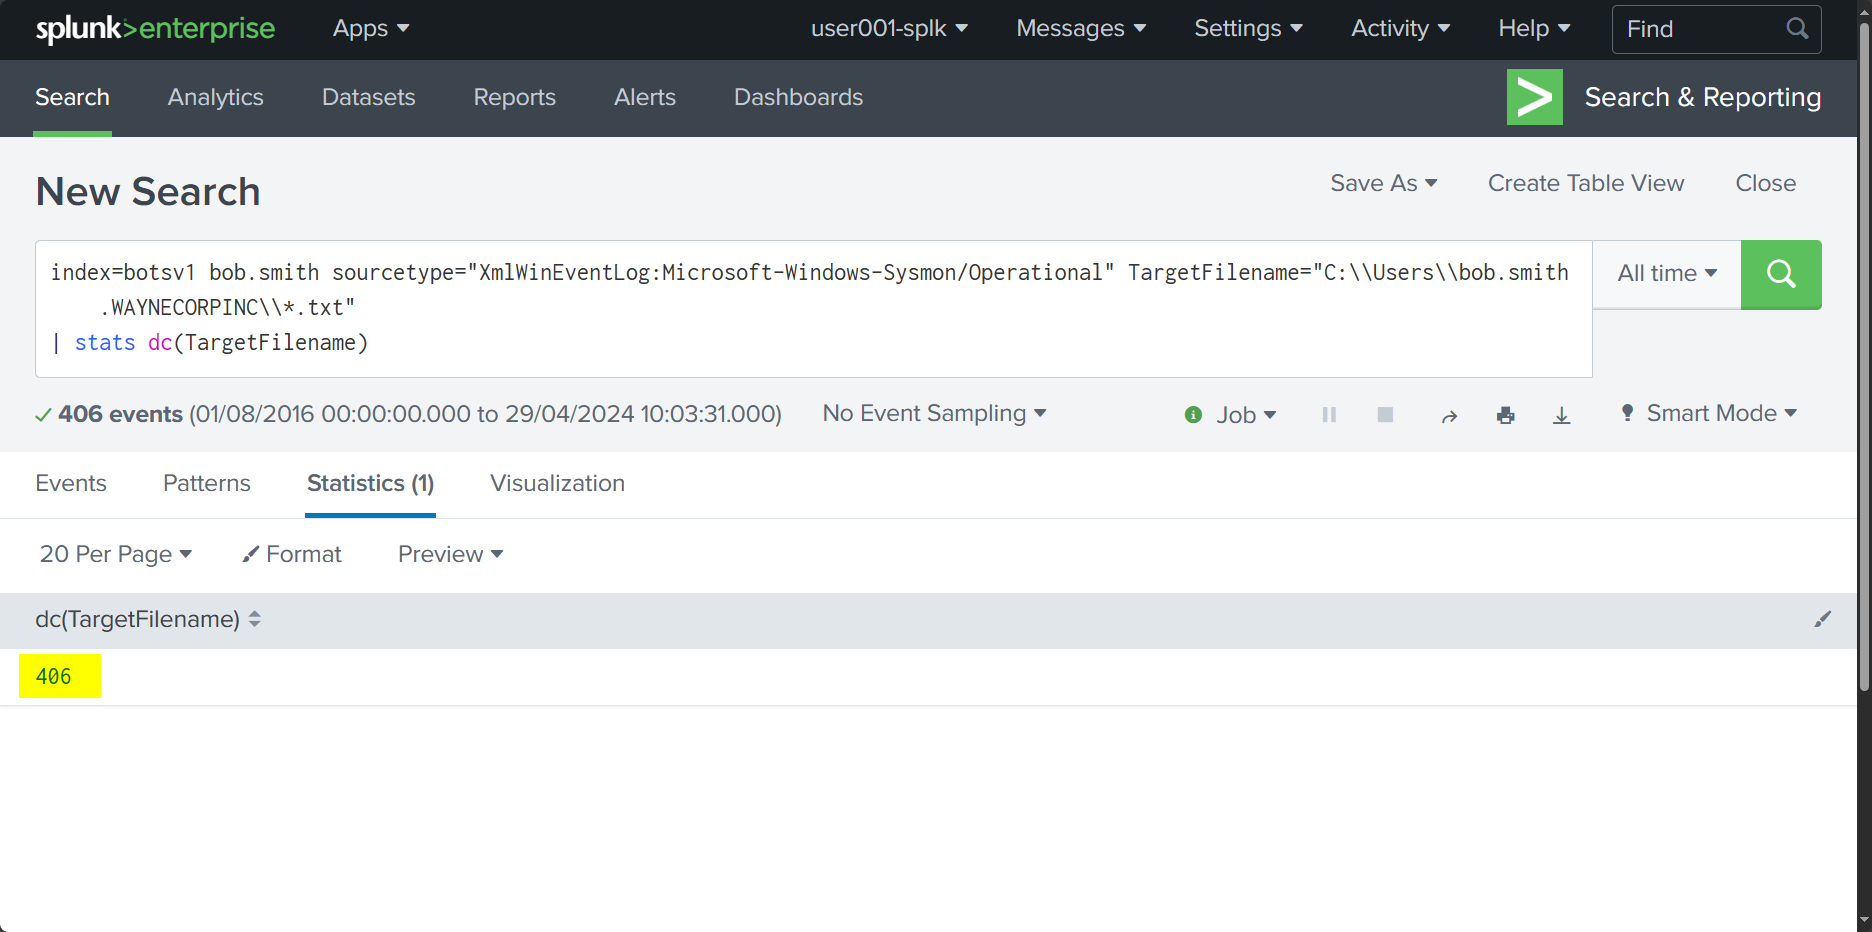 splunk>enterprise Apps user001-splk Messages Settings Activity Help Find
Search Analytics Datasets Reports Alerts Dashboards > Search & Reporting
New Search Save As Create Table View Close
index=botsv1 bob.smith sourcetype="XmlWinEventLog:Microsoft-Windows-Sysmon/Operational" TargetFilename="C:\\Users\\bob.smith
.WAYNECORPINC\\*.txt" All time
| stats dc(TargetFilename)
406 events (01/08/2016 00:00:00.000 to 29/04/2024 10:03:31.000) No Event Sampling Job Smart Mode
Events Patterns Statistics (1) Visualization
20 Per Page Format Preview
dc(TargetFilename)
406